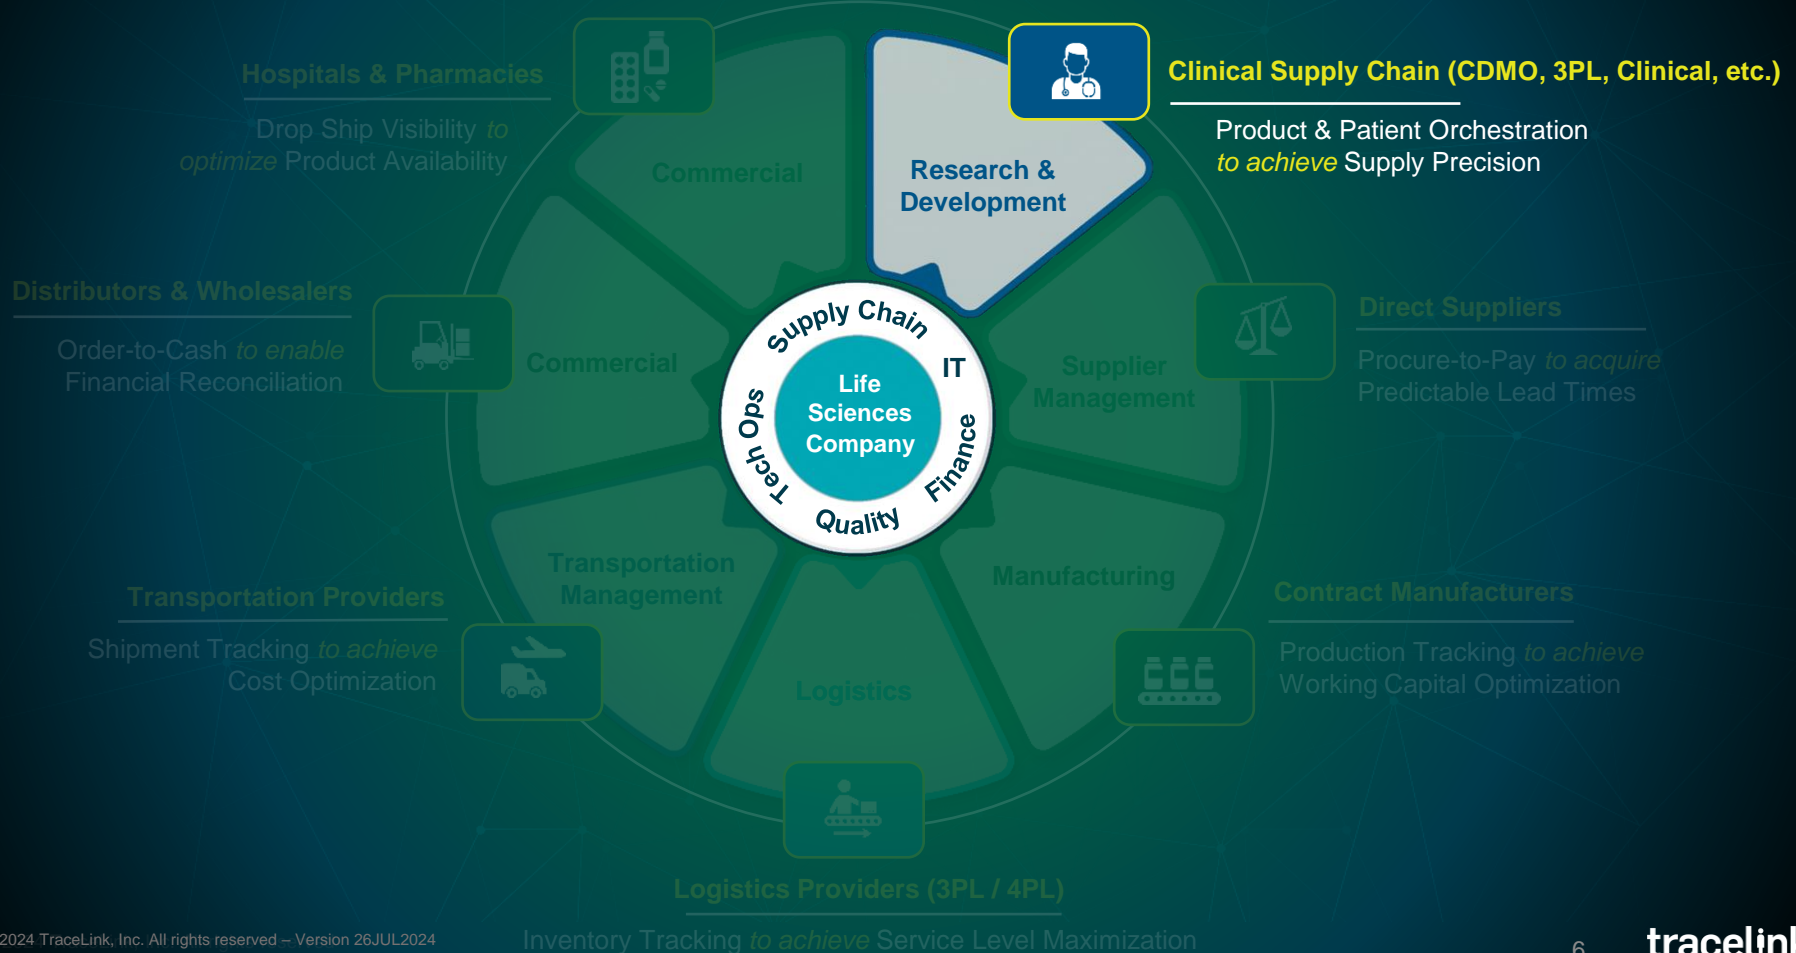 Hospitals & Pharmacies
Drop Ship Visibility to
optimize Product Availability
Commercial
Research &
Development
Clinical Supply Chain (CDMO, 3PL, Clinical, etc.)
Product & Patient Orchestration
to achieve Supply Precision
Distributors & Wholesalers
Order-to-Cash to enable
Financial Reconciliation
Commercial
Supply Chain
IT
Finance
Quality
Tech Ops
Life
Sciences
Company
Supplier
Management
Direct Suppliers
Procure-to-Pay to acquire
Predictable Lead Times
Transportation Providers
Shipment Tracking to achieve
Cost Optimization
Transportation
Management
Logistics
Manufacturing
Contract Manufacturers
Production Tracking to achieve
Working Capital Optimization
Logistics Providers (3PL / 4PL)
Inventory Tracking to achieve Service Level Maximization
2024 TraceLink, Inc. All rights reserved – Version 26JUL2024
6
tracelink